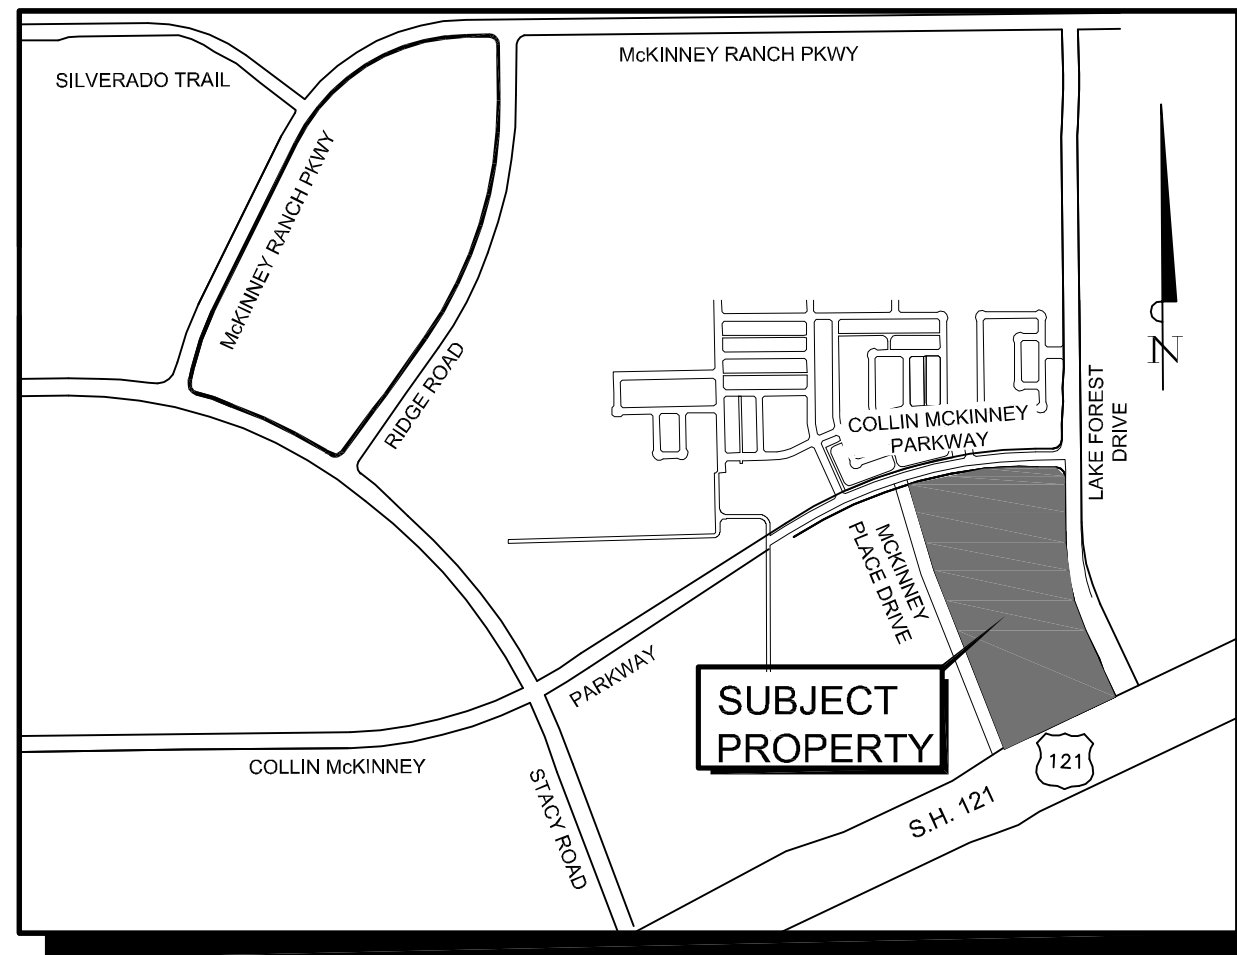 McKINNEY RANCH PKWY
SILVERADO TRAIL
McKINNEY RANCH PKWY
RIDGE ROAD
N
LAKE FOREST
DRIVE
COLLIN MCKINNEY
PARKWAY
MCKINNEY
PLACE DRIVE
PARKWAY
SUBJECT
PROPERTY
COLLIN McKINNEY
STACY ROAD
121
S.H. 121